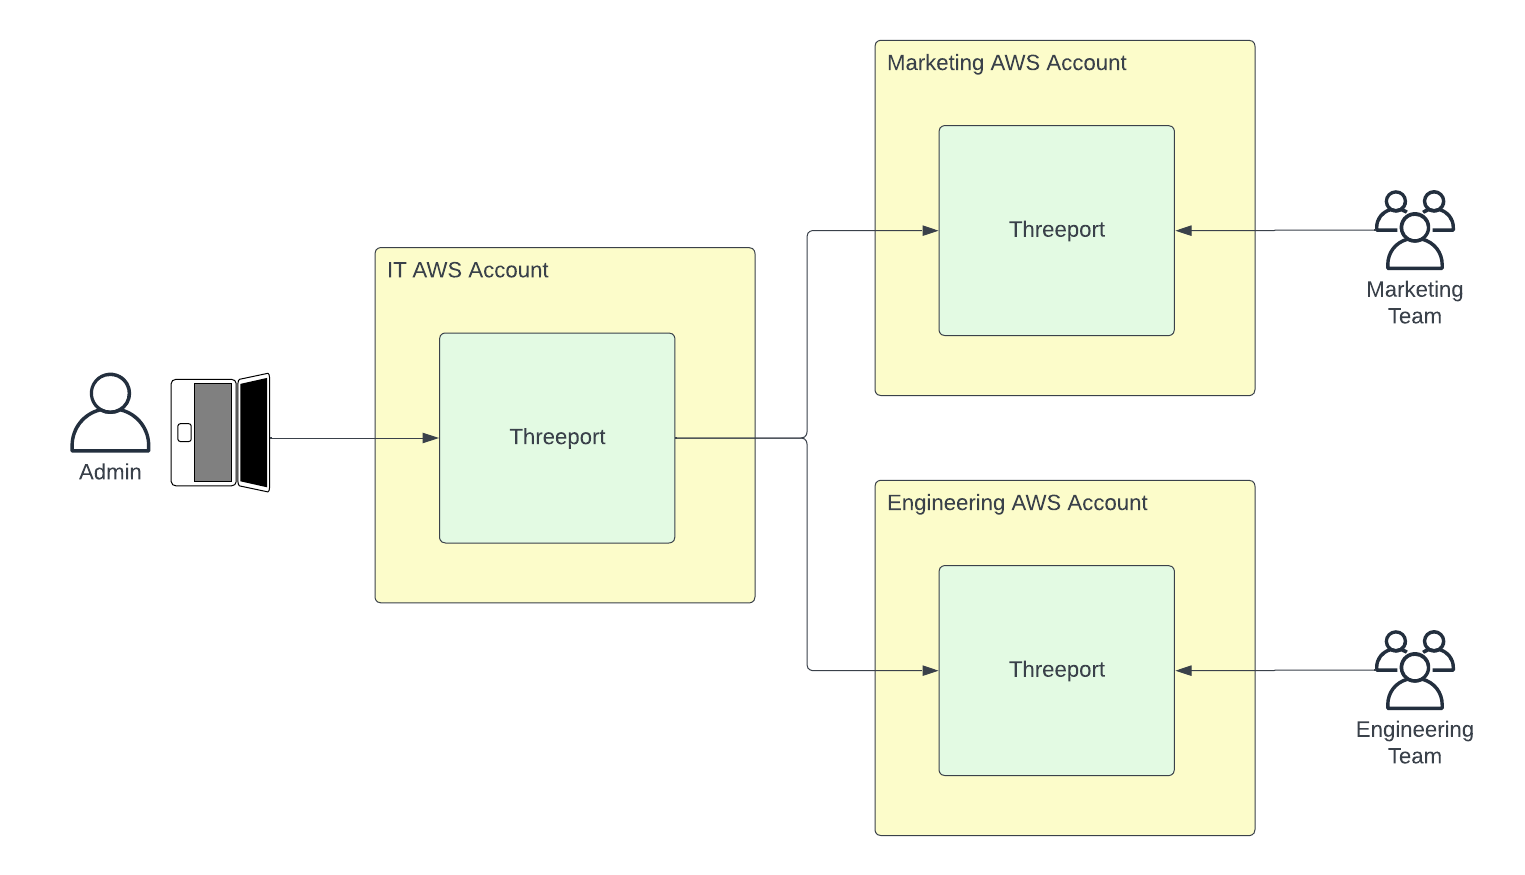 Marketing AWS Account
Threeport
Marketing
Team
IT AWS Account
Threeport
Admin
Engineering AWS Account
Threeport
Engineering
Team